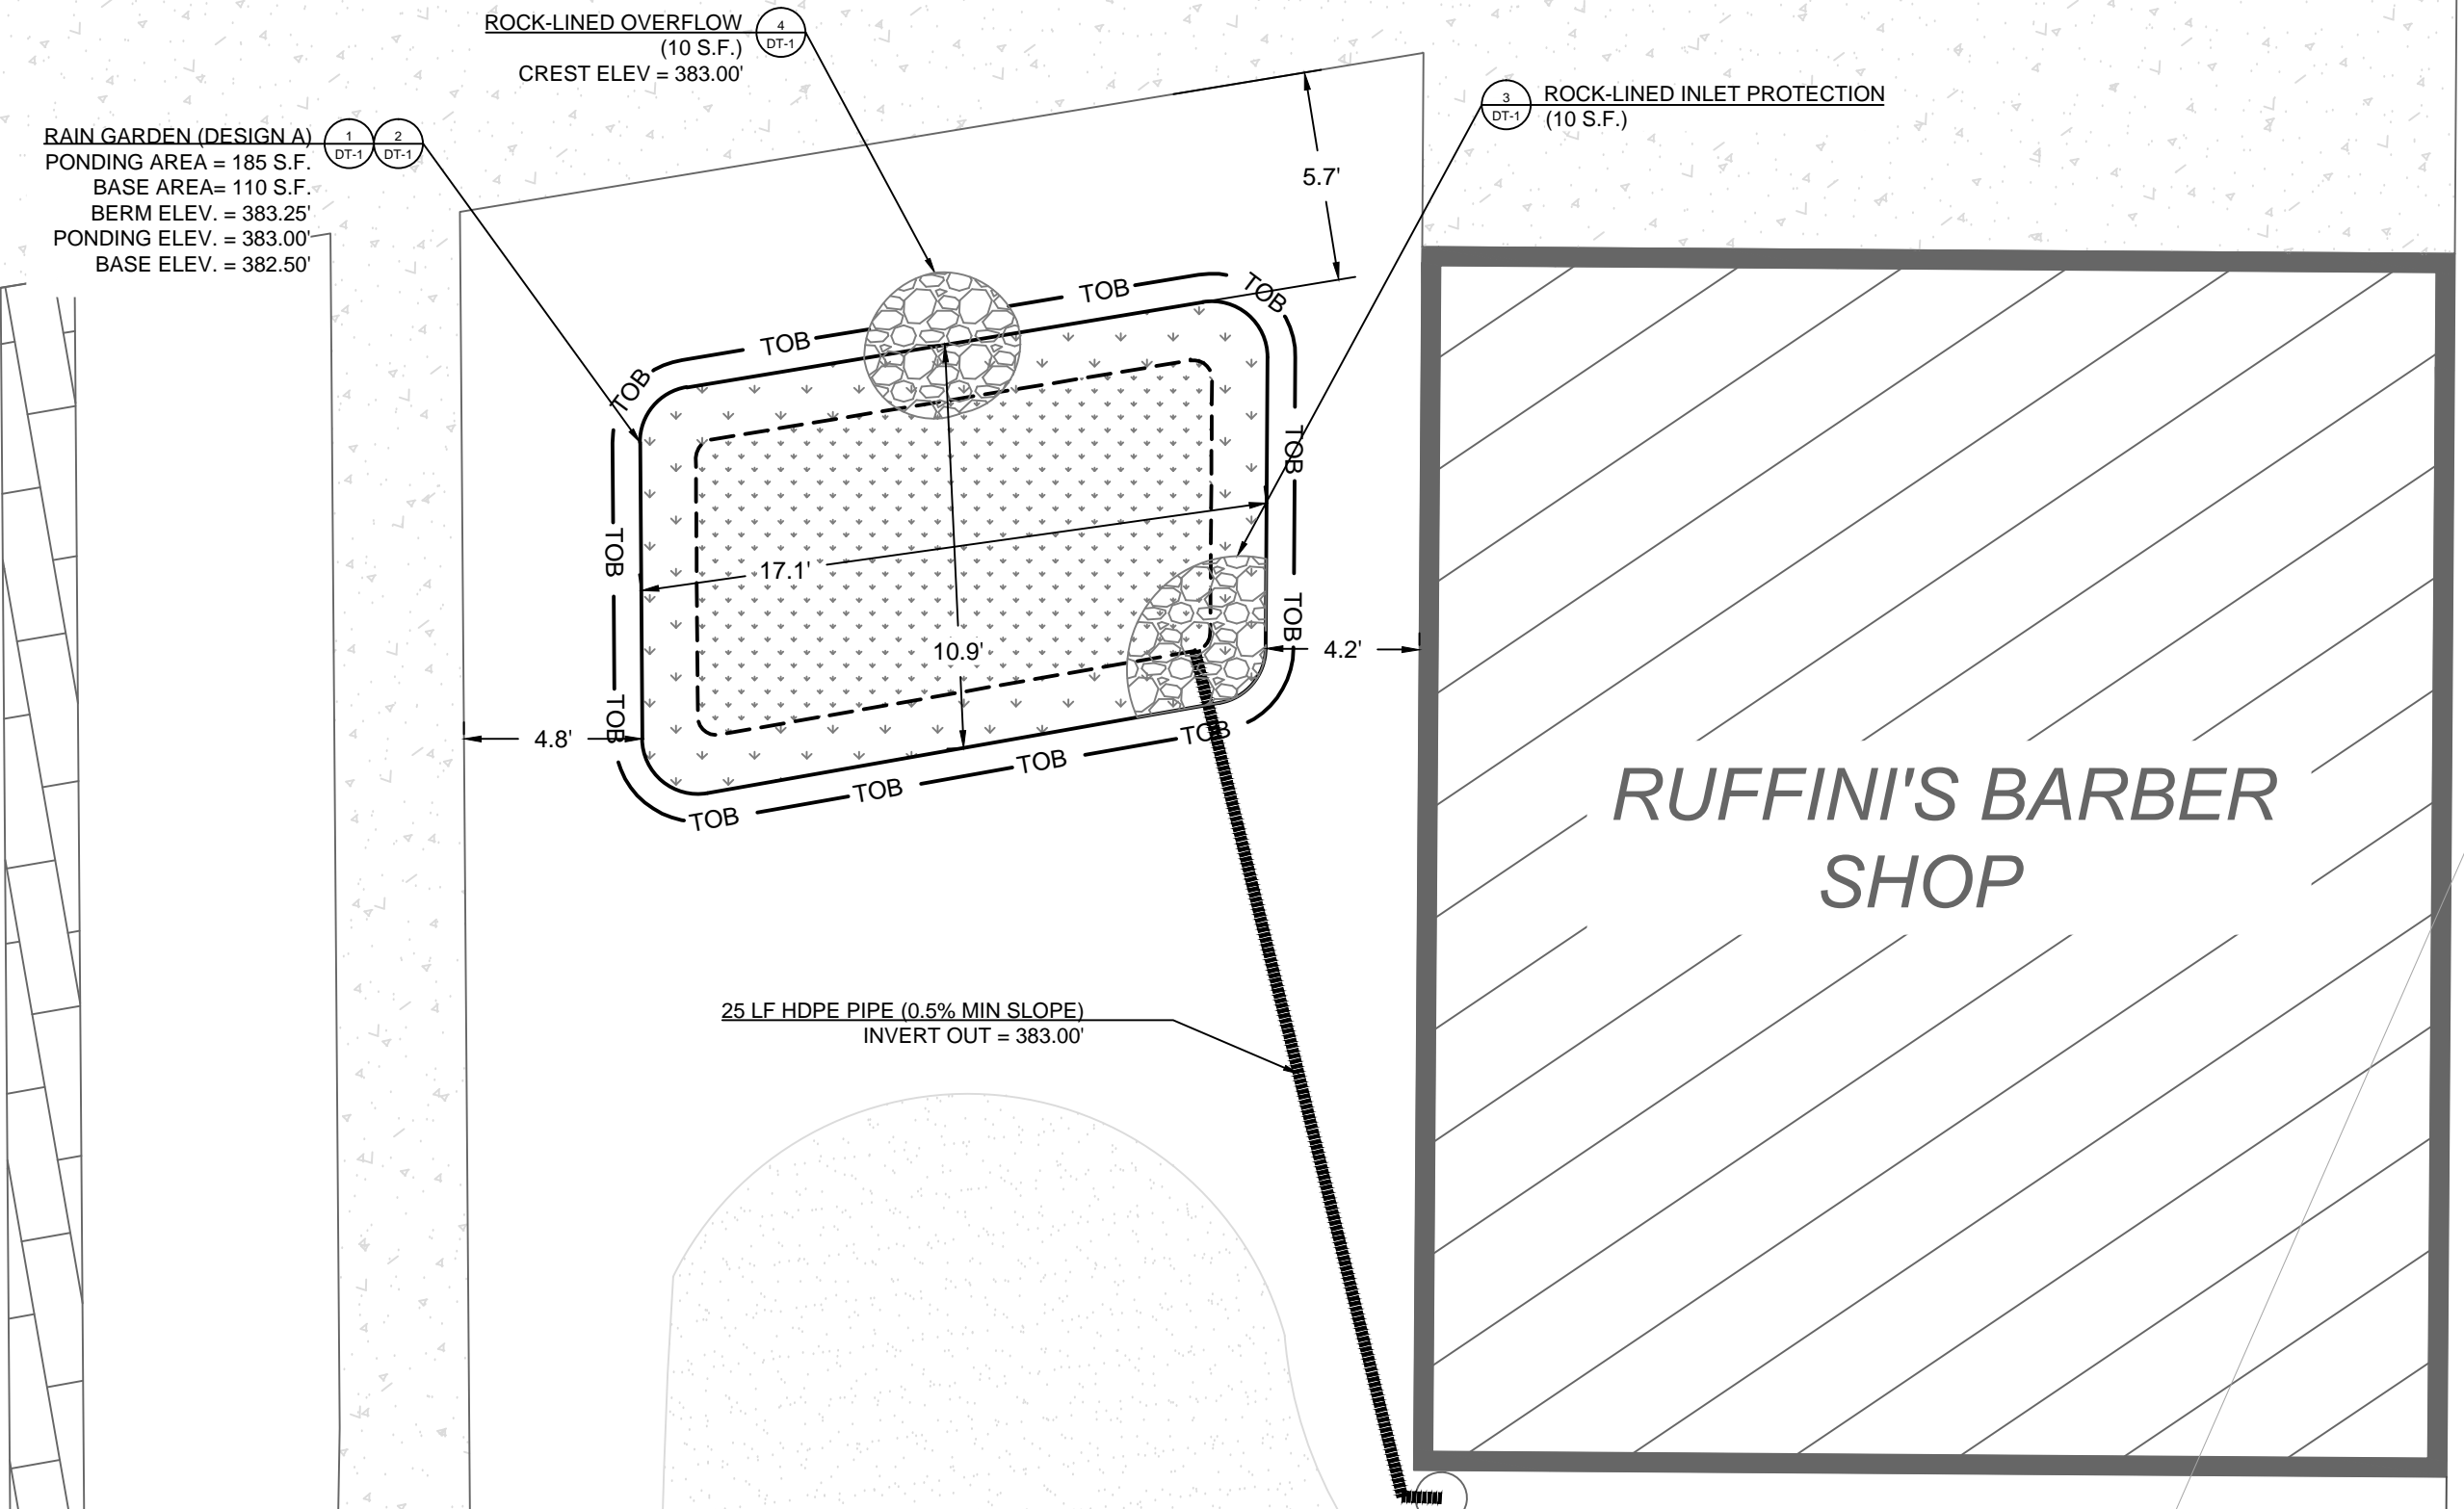 ROCK-LINED OVERFLOW
(10 S.F.)
CREST ELEV = 383.00'
4
DT-1
3
DT-1
ROCK-LINED INLET PROTECTION
(10 S.F.)
RAIN GARDEN (DESIGN A)
PONDING AREA = 185 S.F.
BASE AREA= 110 S.F.
BERM ELEV. = 383.25'
PONDING ELEV. = 383.00'
BASE ELEV. = 382.50'
1
DT-1
2
DT-1
5.7'
TOB
TOB
TOB
TOB
TOB
TOB
17.1'
TOB
10.9'
4.2'
TOB
4.8'
TOB
TOB
TOB
TOB
RUFFINI'S BARBER
SHOP
25 LF HDPE PIPE (0.5% MIN SLOPE)
INVERT OUT = 383.00'